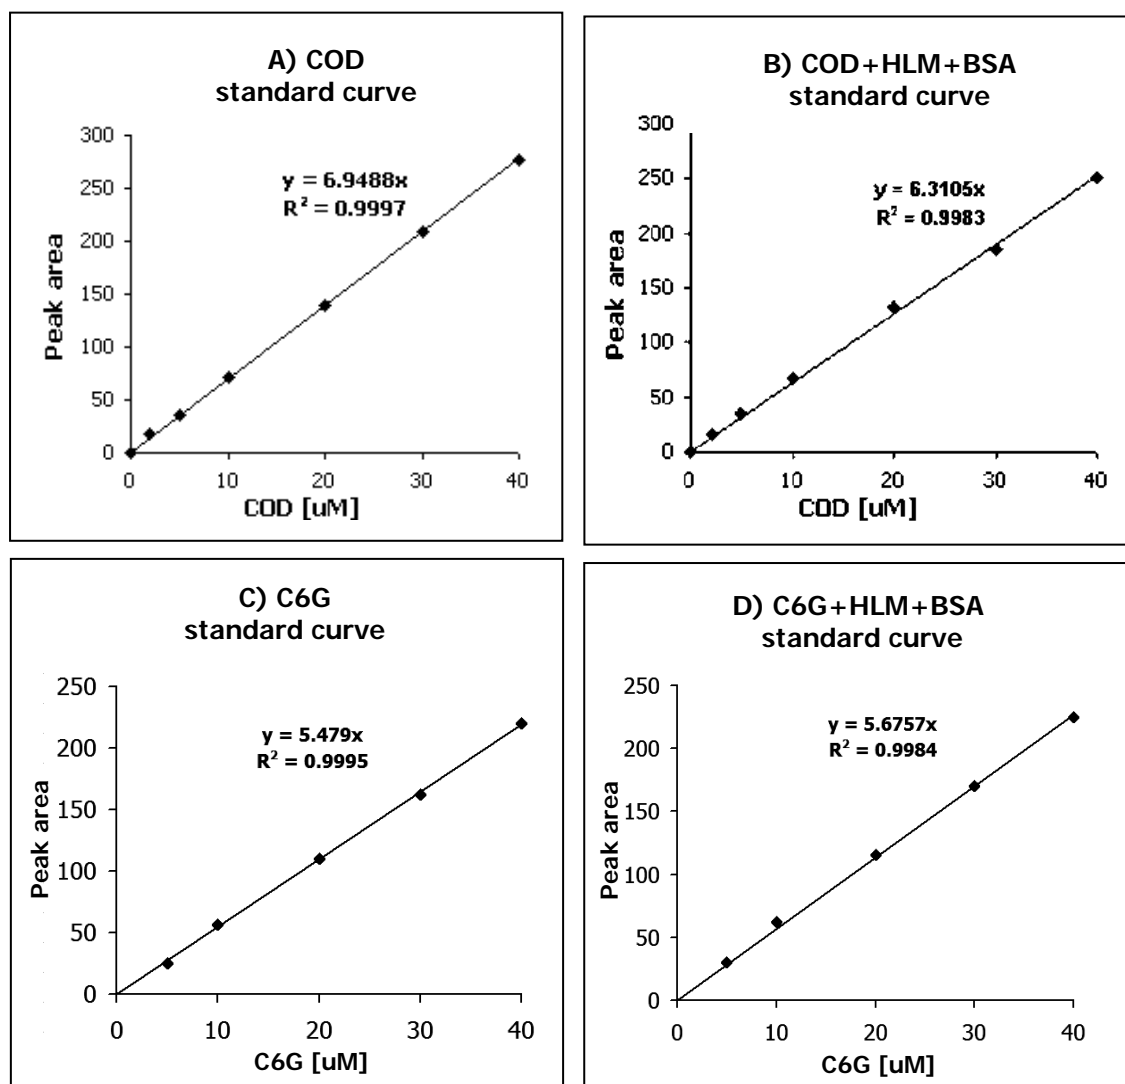 A) COD
standard curve
300
250
200
150
100
50
0
Peak area
y = 6.9488x
R² = 0.9997
0 10 20 30 40
COD [uM]
B) COD+HLM+BSA
standard curve
300
250
200
150
100
50
0
Peak area
y = 6.3105x
R² = 0.9983
0 10 20 30 40
COD [uM]
C) C6G
standard curve
250
200
150
100
50
0
Peak area
y = 5.479x
R² = 0.9995
0 10 20 30 40
C6G [uM]
D) C6G+HLM+BSA
standard curve
250
200
150
100
50
0
Peak area
y = 5.6757x
R² = 0.9984
0 10 20 30 40
C6G [uM]